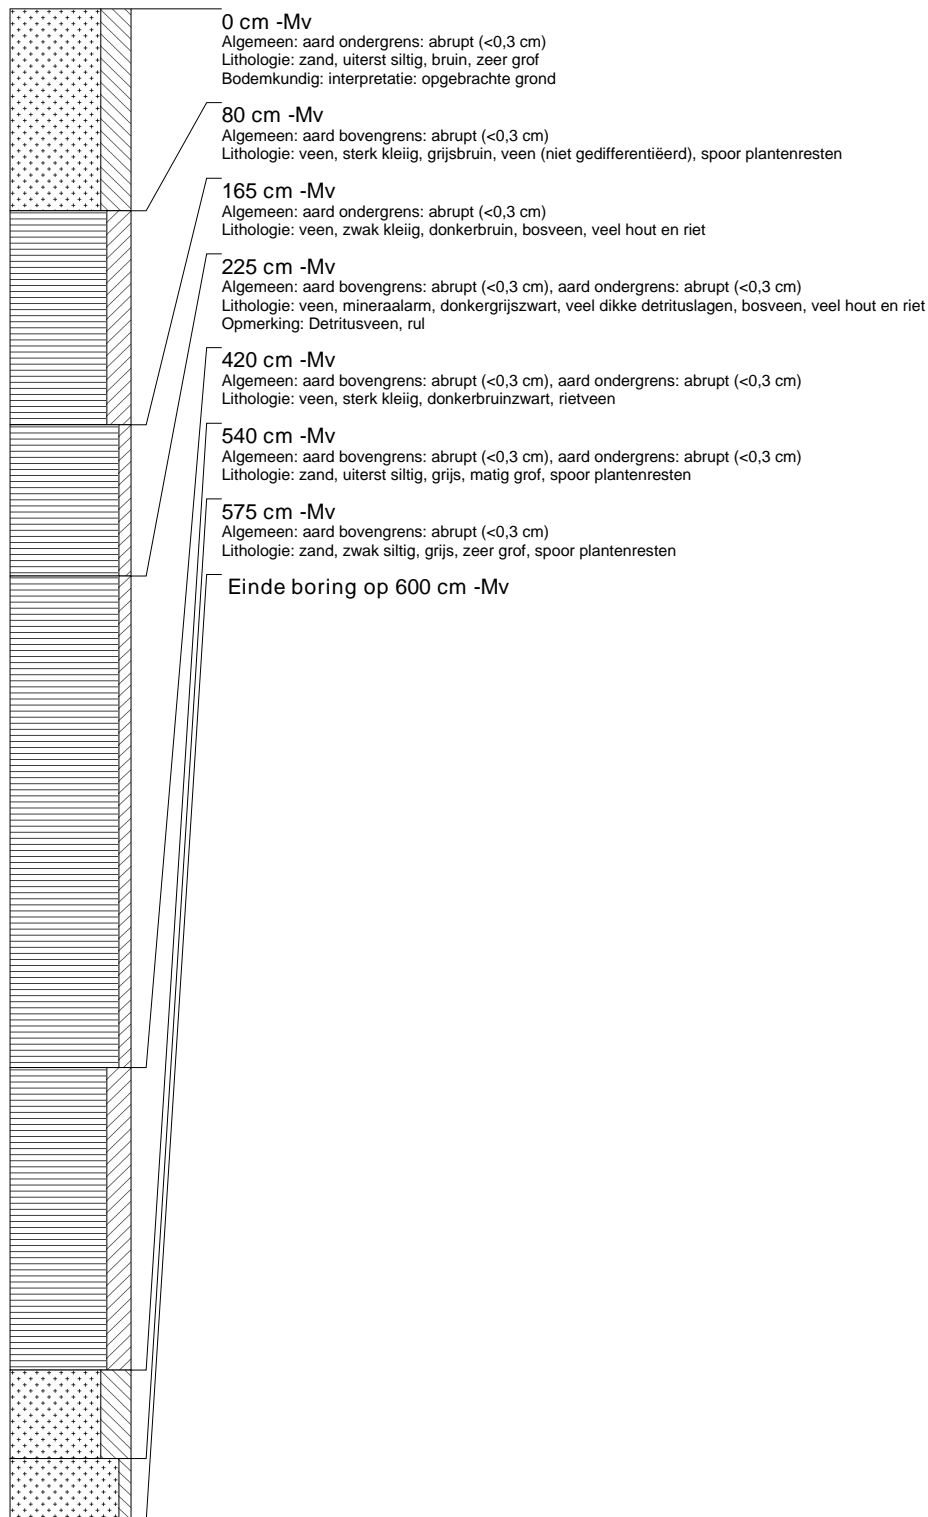 0 cm -Mv
Algemeen: aard ondergrens: abrupt (<0,3 cm)
Lithologie: zand, uiterst siltig, bruin, zeer grof
Bodemkundig: interpretatie: opgebrachte grond
80 cm -Mv
Algemeen: aard bovengrens: abrupt (<0,3 cm)
Lithologie: veen, sterk kleiig, grijsbruin, veen (niet gedifferentiëerd), spoor plantenresten
165 cm -Mv
Algemeen: aard ondergrens: abrupt (<0,3 cm)
Lithologie: veen, zwak kleiig, donkerbruin, bosveen, veel hout en riet
225 cm -Mv
Algemeen: aard bovengrens: abrupt (<0,3 cm), aard ondergrens: abrupt (<0,3 cm)
Lithologie: veen, mineraalarm, donkergrijszwart, veel dikke detrituslagen, bosveen, veel hout en riet
Opmerking: Detritusveen, rul
420 cm -Mv
Algemeen: aard bovengrens: abrupt (<0,3 cm), aard ondergrens: abrupt (<0,3 cm)
Lithologie: veen, sterk kleiig, donkerbruinzwart, rietveen
540 cm -Mv
Algemeen: aard bovengrens: abrupt (<0,3 cm), aard ondergrens: abrupt (<0,3 cm)
Lithologie: zand, uiterst siltig, grijs, matig grof, spoor plantenresten
575 cm -Mv
Algemeen: aard bovengrens: abrupt (<0,3 cm)
Lithologie: zand, zwak siltig, grijs, zeer grof, spoor plantenresten
Einde boring op 600 cm -Mv